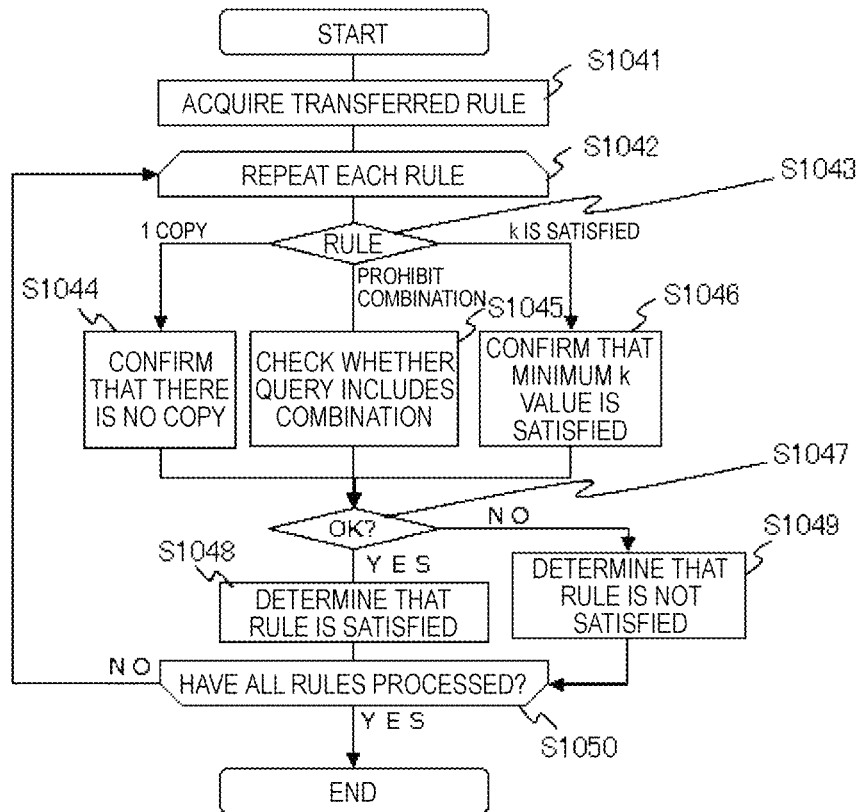 START
S1041
ACQUIRE TRANSFERRED RULE
S1042
REPEAT EACH RULE
S1043
1 COPY
RULE
k IS SATISFIED
PROHIBIT
COMBINATION
S1044
S1045
S1046
CONFIRM
THAT THERE
IS NO COPY
CHECK WHETHER
QUERY INCLUDES
COMBINATION
CONFIRM THAT
MINIMUM k
VALUE IS
SATISFIED
S1047
OK?
NO
S1048
YES
S1049
DETERMINE THAT
RULE IS SATISFIED
DETERMINE THAT
RULE IS NOT
SATISFIED
NO
HAVE ALL RULES PROCESSED?
YES
S1050
END